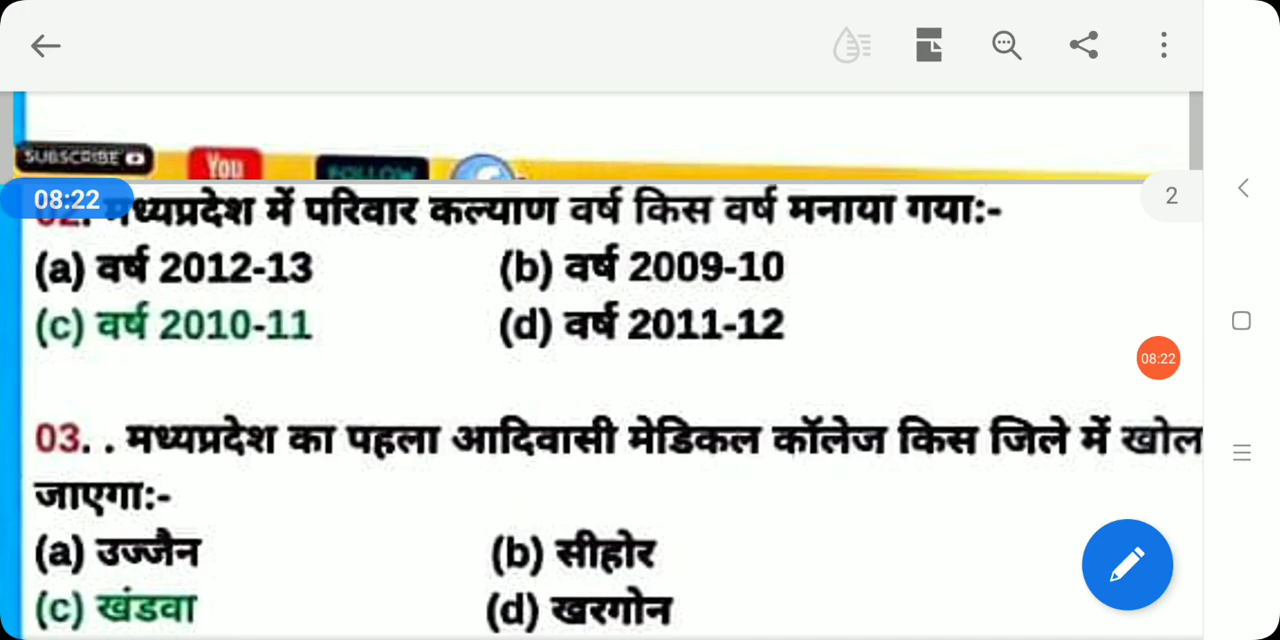 SUBSCRIBE
You
FOLLOW
2
08:22
02. मध्यप्रदेश में परिवार कल्याण वर्ष किस वर्ष मनाया गया:-
(a) वर्ष 2012-13 (b) वर्ष 2009-10
(c) वर्ष 2010-11 (d) वर्ष 2011-12
08:22
03. . मध्यप्रदेश का पहला आदिवासी मेडिकल कॉलेज किस जिले में खोल
जाएगा:-
(a) उज्जैन (b) सीहोर
(c) खंडवा (d) खरगोन